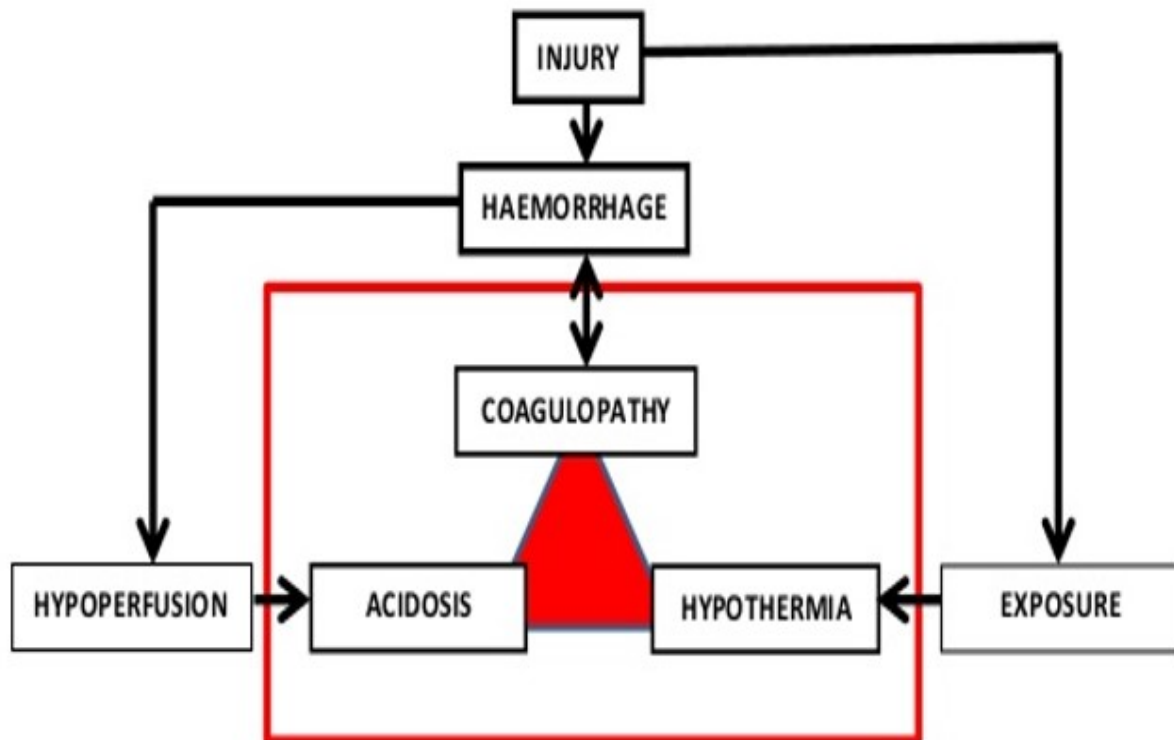 INJURY
HAEMORRHAGE
COAGULOPATHY
HYPOPERFUSION
ACIDOSIS
HYPOTHERMIA
EXPOSURE